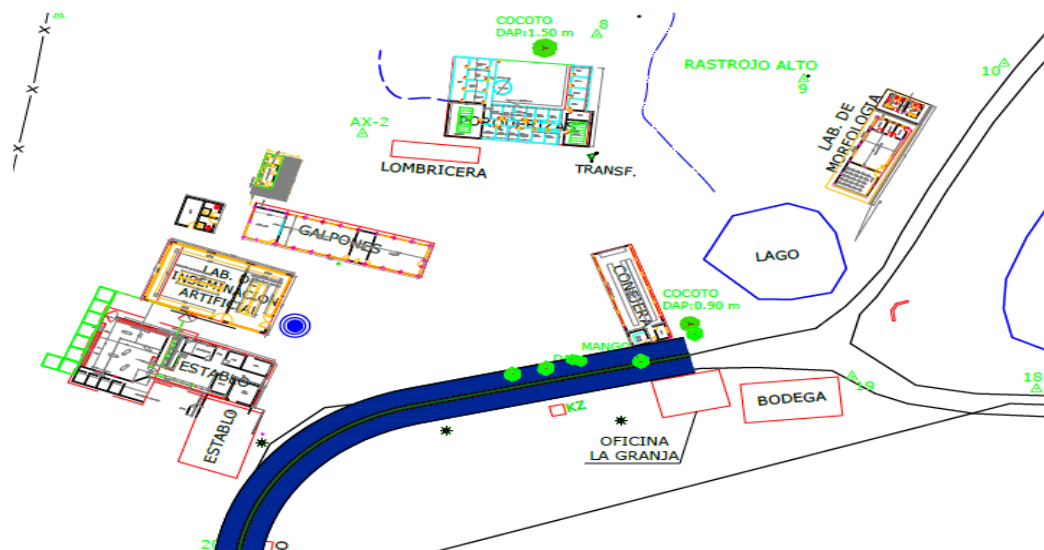 COCOTO
DAP:1.50 m
8
RASTROJO ALTO
9
10
AX-2
LOMBRICERA
TRANSF.
LAB. DE
MORFOLOGIA
GALPONES
LAGO
LAB. DE
INSEMINACION
ARTIFICIAL
CONEJERA
COCOTO
DAP:0.90 m
MANGO
ESTABLO
ESTABLO
KZ
BODEGA
19
18
OFICINA
LA GRANJA
X
X
X